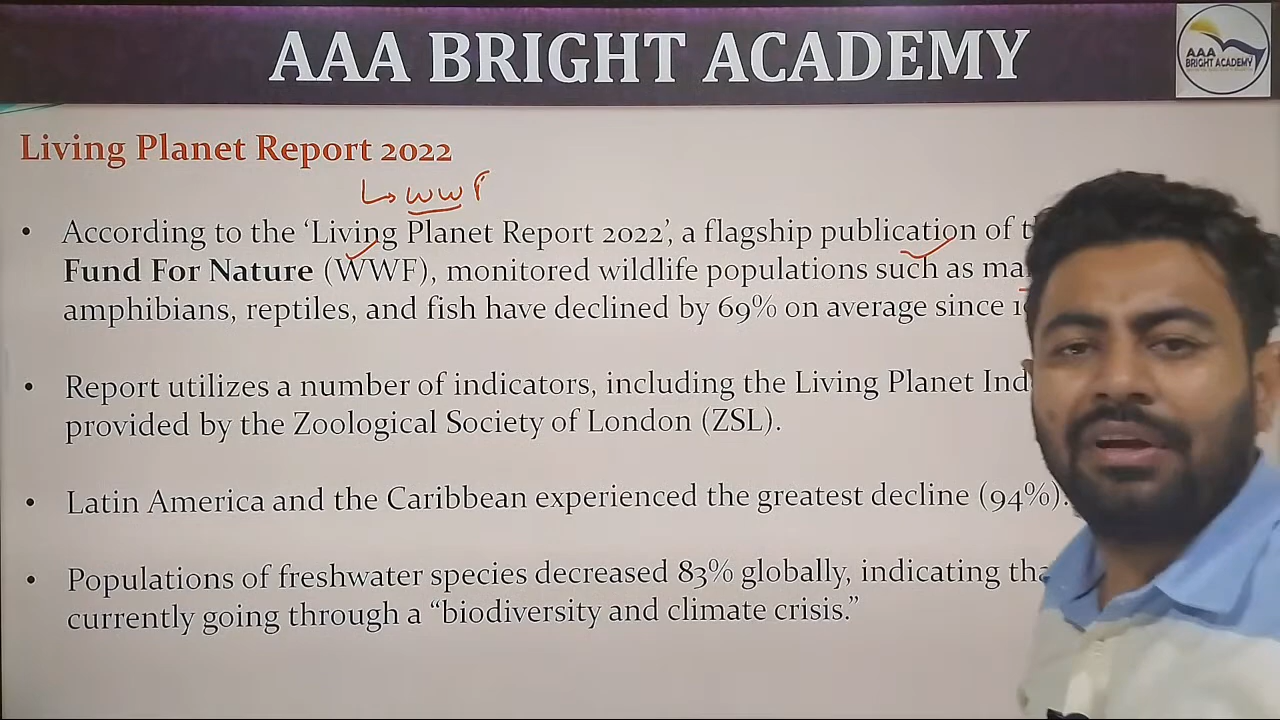 AAA BRIGHT ACADEMY
AAA
BRIGHT ACADEMY
Living Planet Report 2022
↳ WWF
• According to the ‘Living Planet Report 2022’, a flagship publication of
Fund For Nature (WWF), monitored wildlife populations such as
amphibians, reptiles, and fish have declined by 69% on average since
• Report utilizes a number of indicators, including the Living Planet
provided by the Zoological Society of London (ZSL).
• Latin America and the Caribbean experienced the greatest decline (94%).
• Populations of freshwater species decreased 83% globally, indicating
currently going through a “biodiversity and climate crisis.”